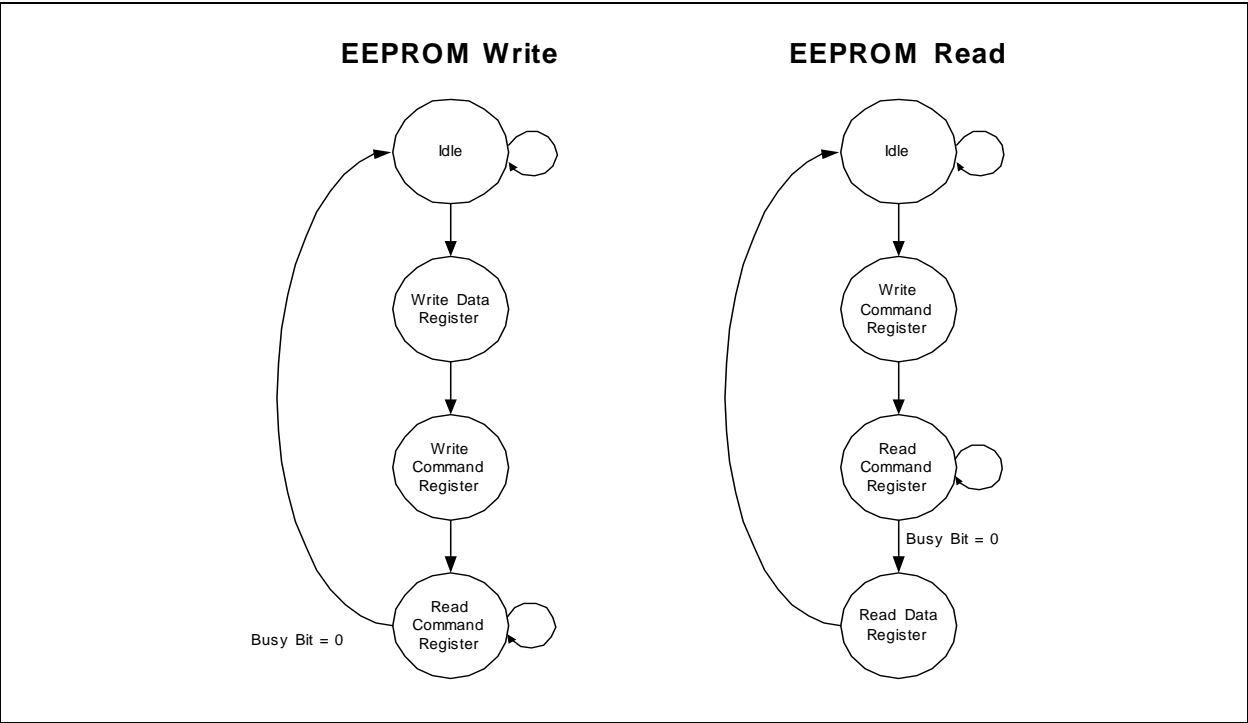 EEPROM Write
Idle
Write Data
Register
Write
Command
Register
Read
Command
Register
Busy Bit = 0
EEPROM Read
Idle
Write
Command
Register
Read
Command
Register
Busy Bit = 0
Read Data
Register